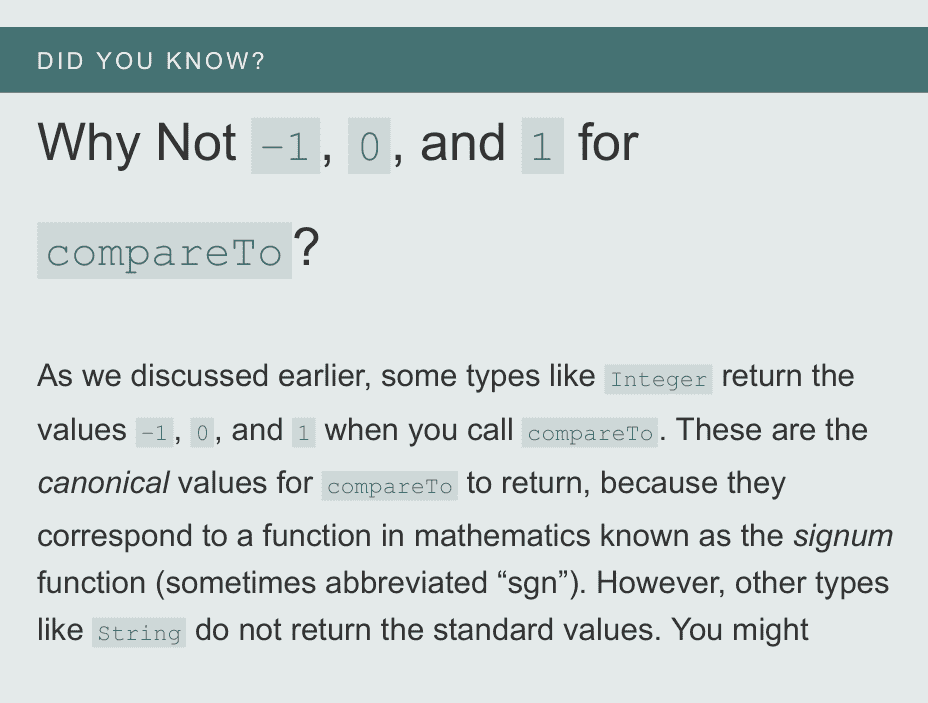 DID YOU KNOW?
Why Not -1, 0, and 1 for
compareTo?
As we discussed earlier, some types like Integer return the
values -1, 0, and 1 when you call compareTo. These are the
canonical values for compareTo to return, because they
correspond to a function in mathematics known as the signum
function (sometimes abbreviated “sgn”). However, other types
like String do not return the standard values. You might